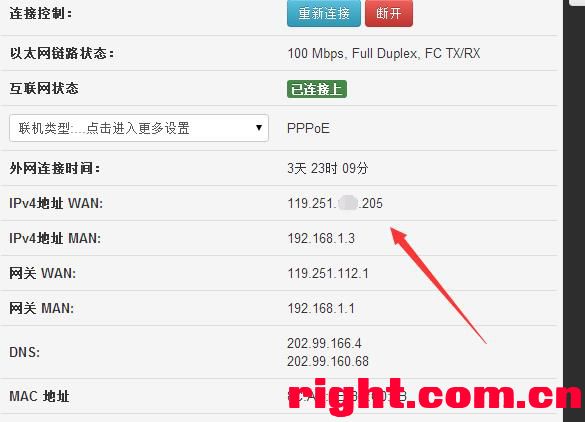 连接控制: 重新连接 断开
以太网链路状态: 100 Mbps, Full Duplex, FC TX/RX
互联网状态 已连接上
联机类型:...点击进入更多设置 PPPoE
外网连接时间: 3天 23时 09分
IPv4地址 WAN: 119.251. .205
IPv4地址 MAN: 192.168.1.3
网关 WAN: 119.251.112.1
网关 MAN: 192.168.1.1
DNS: 202.99.166.4
202.99.160.68
MAC 地址
right.com.cn